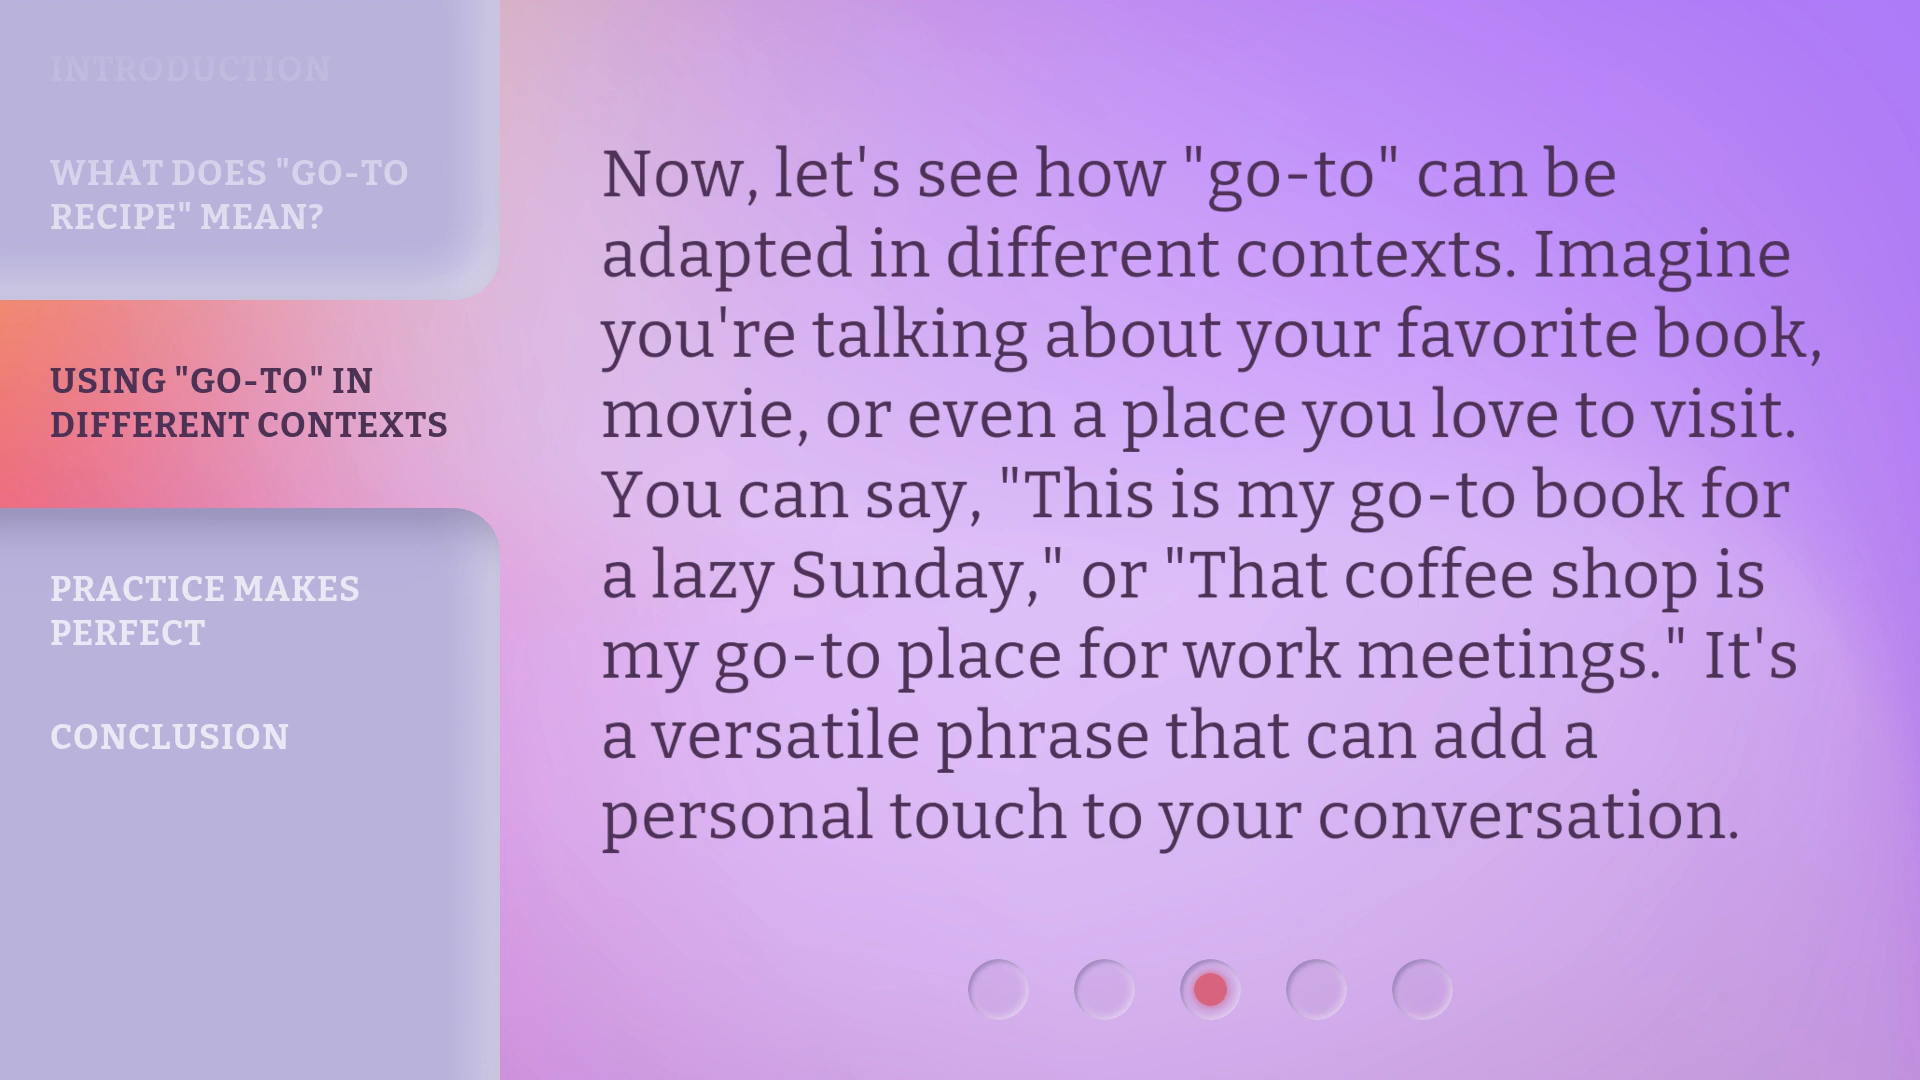 INTRODUCTION
WHAT DOES "GO-TO
RECIPE" MEAN?
USING "GO-TO" IN
DIFFERENT CONTEXTS
PRACTICE MAKES
PERFECT
CONCLUSION
Now, let's see how "go-to" can be
adapted in different contexts. Imagine
you're talking about your favorite book,
movie, or even a place you love to visit.
You can say, "This is my go-to book for
a lazy Sunday," or "That coffee shop is
my go-to place for work meetings." It's
a versatile phrase that can add a
personal touch to your conversation.